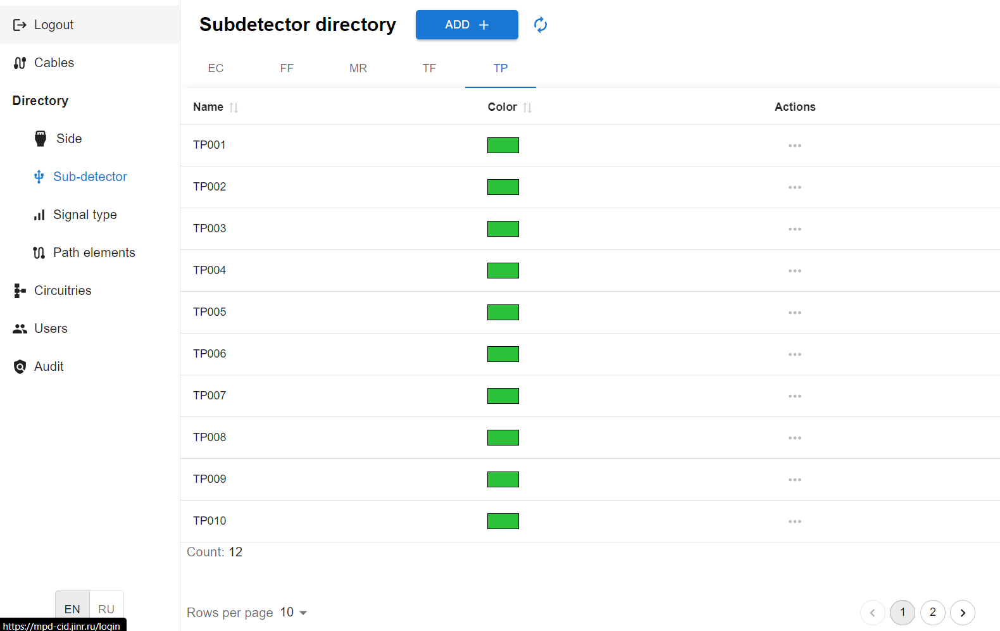 Logout
Cables
Directory
Side
Sub-detector
Signal type
Path elements
Circuitries
Users
Audit
EN RU
https://mpd-cid.jinr.ru/login
Subdetector directory ADD +
EC FF MR TF TP
Name Color Actions
TP001
TP002
TP003
TP004
TP005
TP006
TP007
TP008
TP009
TP010
Count: 12
Rows per page 10 1 2